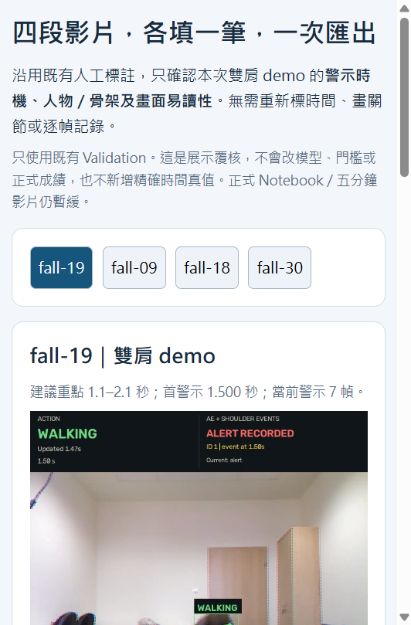 四段影片，各填一筆，一次匯出
沿用既有人工標註，只確認本次雙肩 demo 的警示時
機、人物 / 骨架及畫面易讀性。無需重新標時間、畫關
節或逐幀記錄。
只使用既有 Validation。這是展示覆核，不會改模型、門檻或
正式成績，也不新增精確時間真值。正式 Notebook / 五分鐘
影片仍暫緩。
fall-19
fall-09
fall-18
fall-30
fall-19｜雙肩 demo
建議重點 1.1–2.1 秒；首警示 1.500 秒；當前警示 7 幀。
ACTION
WALKING
Updated 1.47s
1.50 s
AE + SHOULDER EVENTS
ALERT RECORDED
ID 1 | event at 1.50s
Current: alert
WALKING